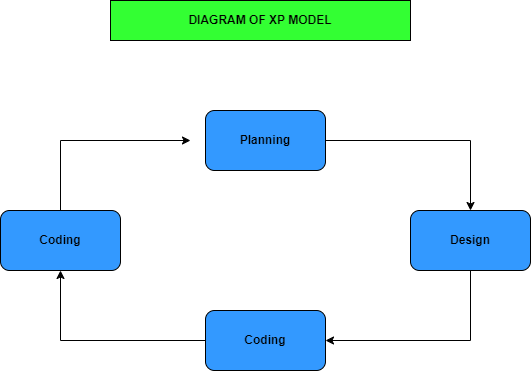 DIAGRAM OF XP MODEL
Planning
Coding
Design
Coding